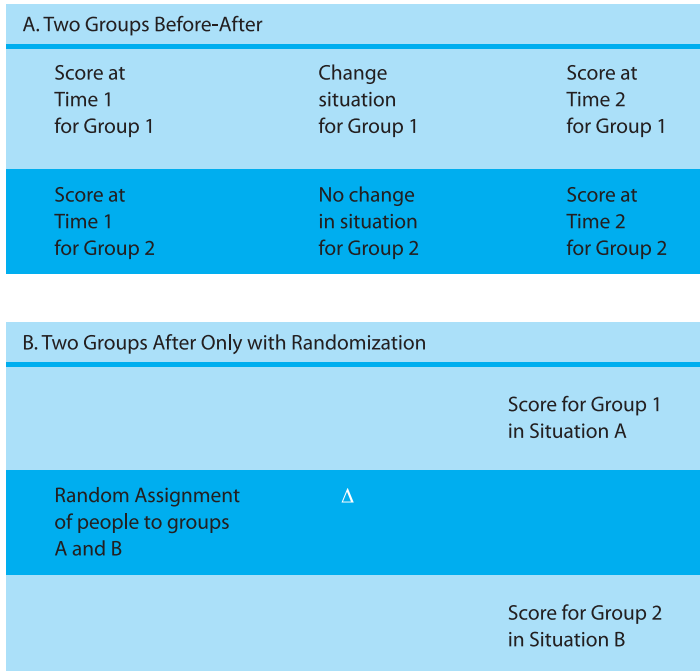 A. Two Groups Before-After
Score at
Time 1
for Group 1
Change
situation
for Group 1
Score at
Time 2
for Group 1
Score at
Time 1
for Group 2
No change
in situation
for Group 2
Score at
Time 2
for Group 2
B. Two Groups After Only with Randomization
Score for Group 1
in Situation A
Random Assignment
of people to groups
A and B
Δ
Score for Group 2
in Situation B